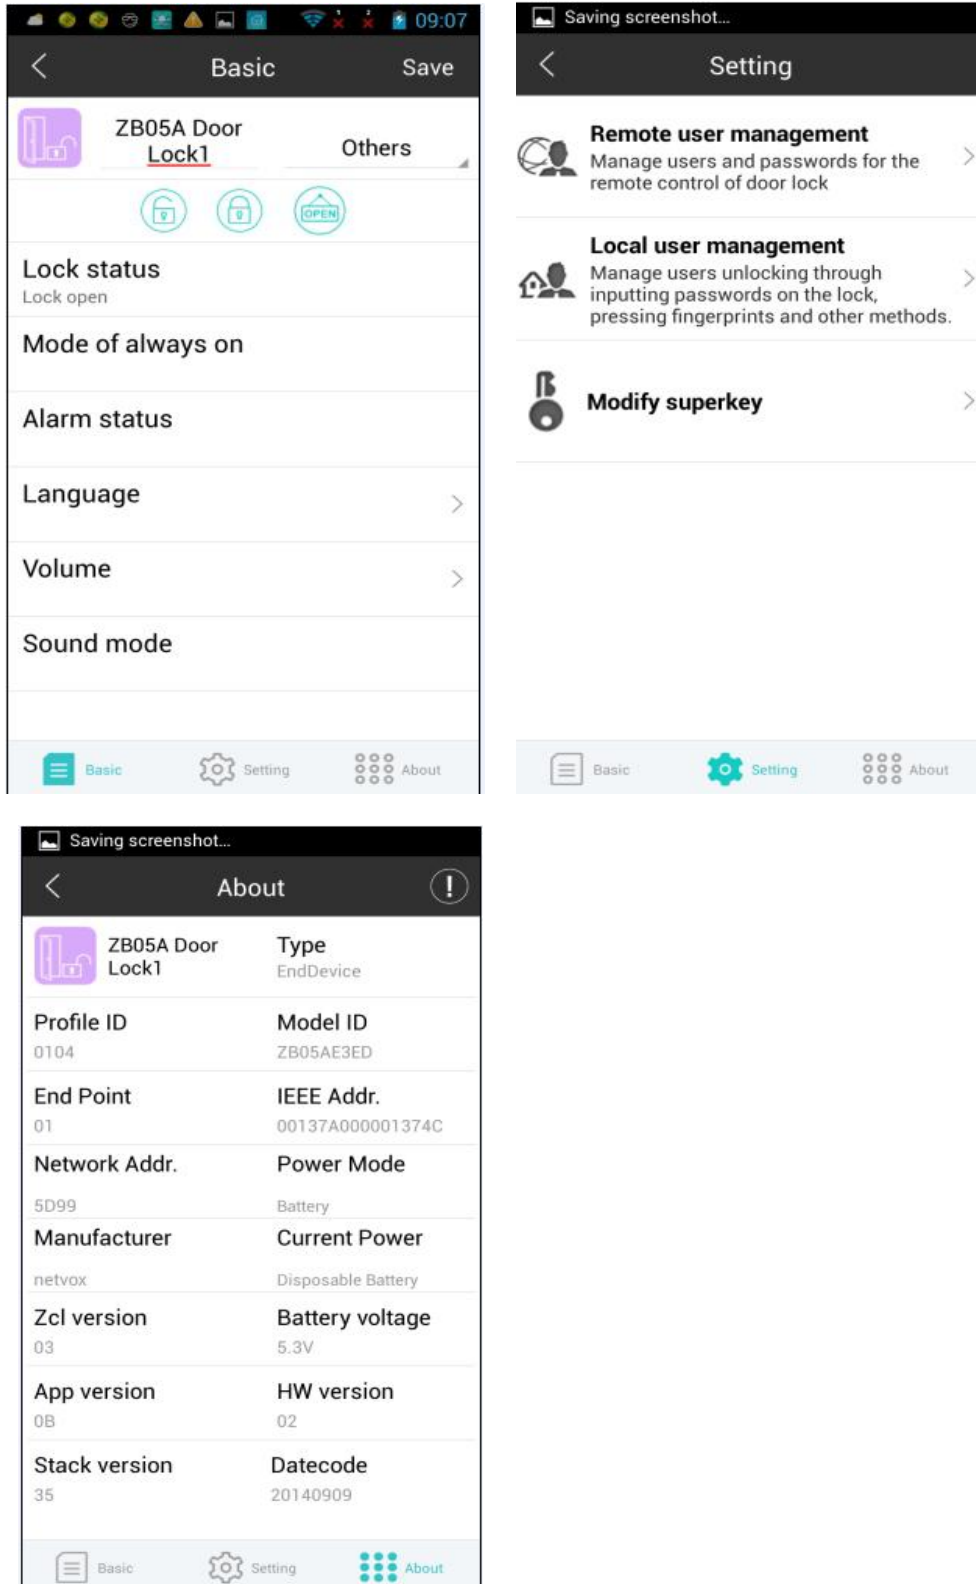 09:07
Basic Save
ZB05A Door
Lock1
Others
OPEN
Lock status
Lock open
Mode of always on
Alarm status
Language
Volume
Sound mode
Basic Setting About
Saving screenshot...
Setting
Remote user management
Manage users and passwords for the
remote control of door lock
Local user management
Manage users unlocking through
inputting passwords on the lock,
pressing fingerprints and other methods.
Modify superkey
Basic Setting About
Saving screenshot...
About
ZB05A Door
Lock1
Type
EndDevice
Profile ID Model ID
0104 ZB05AE3ED
End Point IEEE Addr.
01 00137A000001374C
Network Addr. Power Mode
5D99 Battery
Manufacturer Current Power
netvox Disposable Battery
Zcl version Battery voltage
03 5.3V
App version HW version
0B 02
Stack version Datecode
35 20140909
Basic Setting About